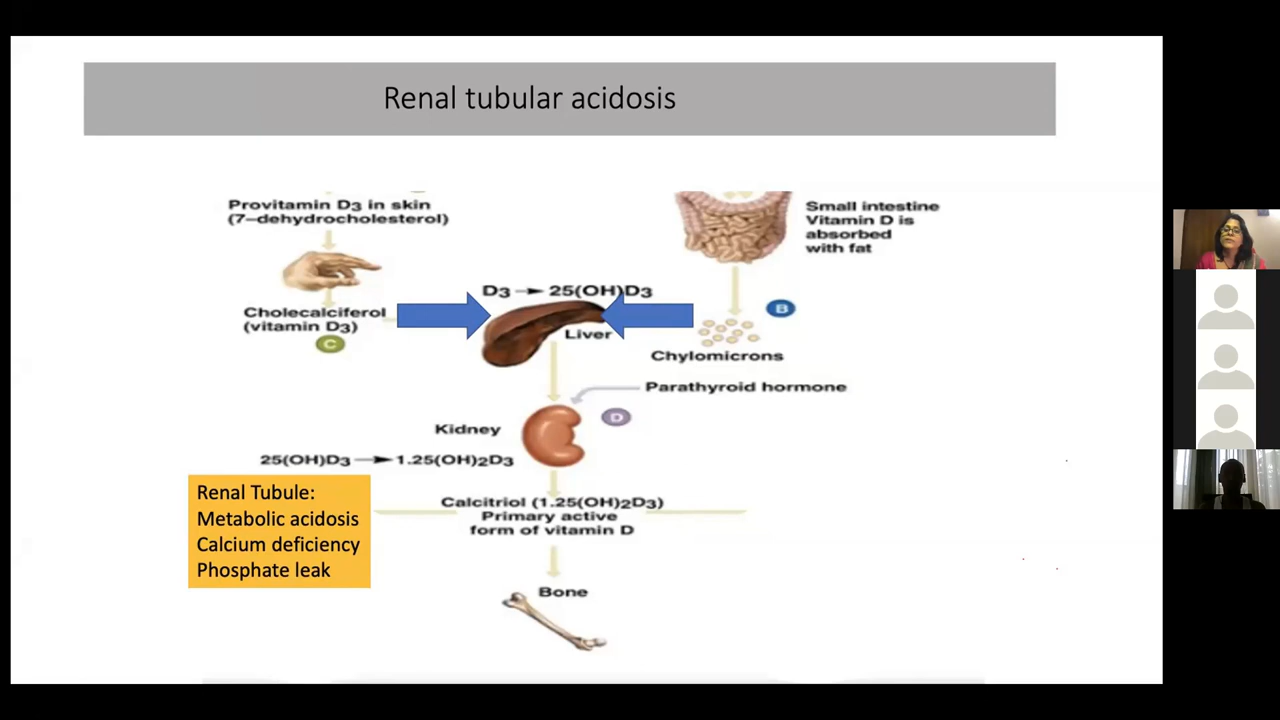 Renal tubular acidosis
Provitamin D3 in skin
(7–dehydrocholesterol)
Small intestine
Vitamin D is
absorbed
with fat
D3 → 25(OH)D3
Cholecalciferol
(vitamin D3)
C
Liver
B
Chylomicrons
Parathyroid hormone
D
Kidney
25(OH)D3 → 1.25(OH)2D3
Renal Tubule:
Metabolic acidosis
Calcium deficiency
Phosphate leak
Calcitriol (1.25(OH)2D3)
Primary active
form of vitamin D
Bone